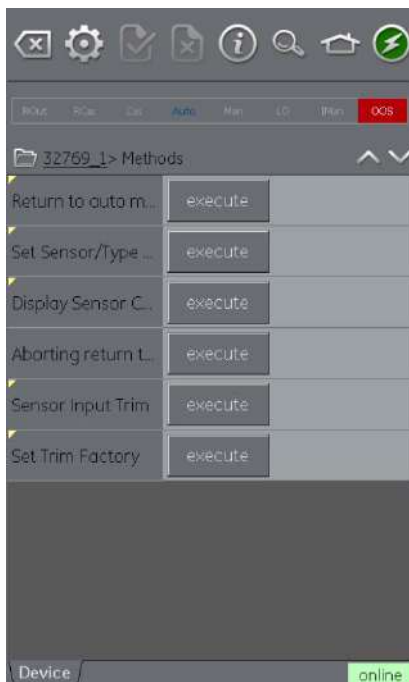 ROut RCas Cas Auto Man LO IMan OOS
32769_1> Methods
Return to auto m... execute
Set Sensor/Type ... execute
Display Sensor C... execute
Aborting return t... execute
Sensor Input Trim execute
Set Trim Factory execute
Device online